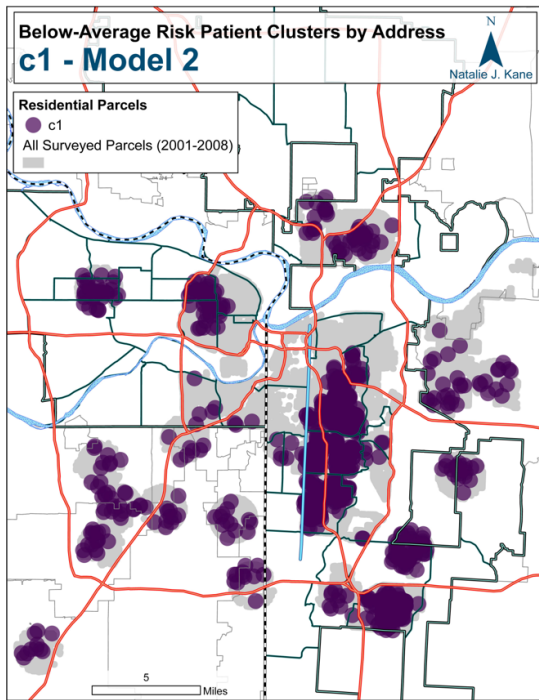 Below-Average Risk Patient Clusters by Address
c1 - Model 2
N
Natalie J. Kane
Residential Parcels
c1
All Surveyed Parcels (2001-2008)
5
Miles